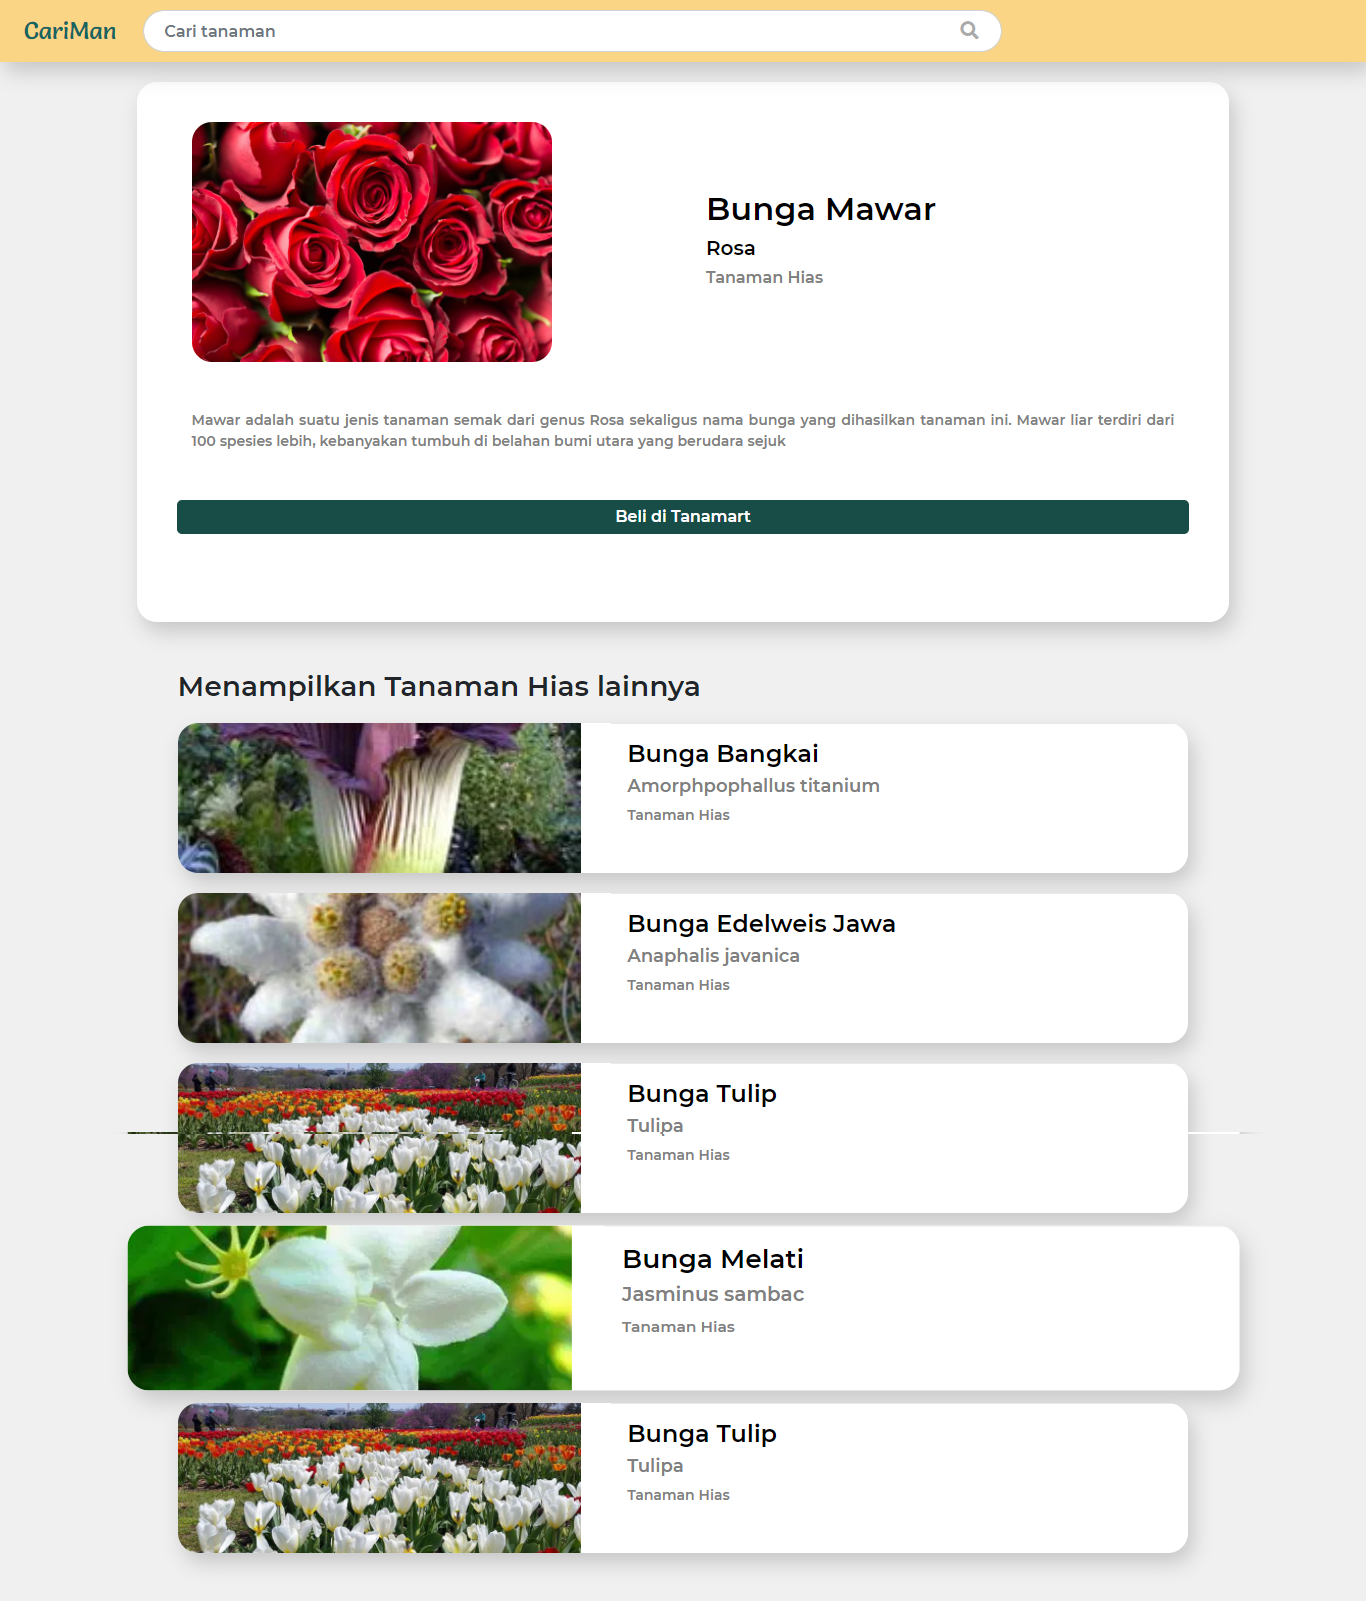 CariMan
Cari tanaman
Bunga Mawar
Rosa
Tanaman Hias
Mawar adalah suatu jenis tanaman semak dari genus Rosa sekaligus nama bunga yang dihasilkan tanaman ini. Mawar liar terdiri dari
100 spesies lebih, kebanyakan tumbuh di belahan bumi utara yang berudara sejuk
Beli di Tanamart
Menampilkan Tanaman Hias lainnya
Bunga Bangkai
Amorphpophallus titanium
Tanaman Hias
Bunga Edelweis Jawa
Anaphalis javanica
Tanaman Hias
Bunga Tulip
Tulipa
Tanaman Hias
Bunga Melati
Jasminus sambac
Tanaman Hias
Bunga Tulip
Tulipa
Tanaman Hias